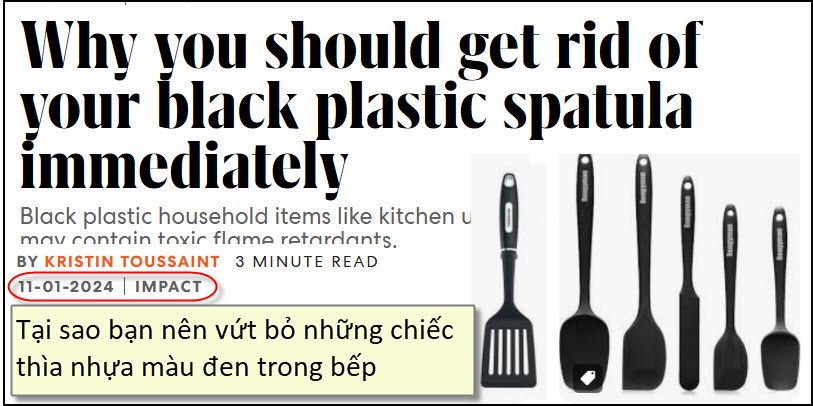 Why you should get rid of
your black plastic spatula
immediately
Black plastic household items like kitchen u
may contain toxic flame retardants.
BY KRISTIN TOUSSAINT 3 MINUTE READ
11-01-2024 | IMPACT
Tại sao bạn nên vứt bỏ những chiếc
thìa nhựa màu đen trong bếp